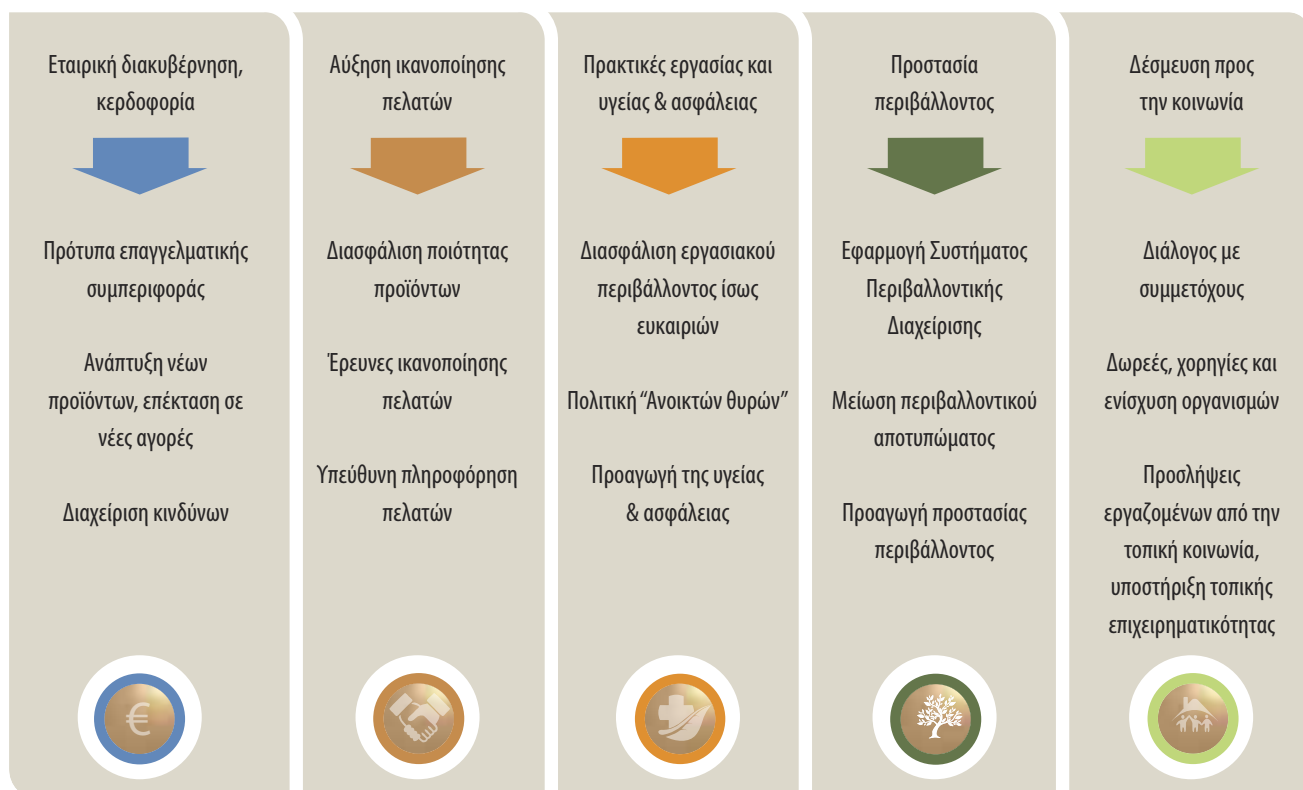 Εταιρική διακυβέρνηση,
κερδοφορία
Πρότυπα επαγγελματικής
συμπεριφοράς
Ανάπτυξη νέων
προϊόντων, επέκταση σε
νέές αγορές
Διαχείριση κινδύνων
€
Αύξηση ικανοποίησης
πελατών
Διασφάλιση ποιότητας
προϊόντων
Έρευνες ικανοποίησης
πελατών
Υπεύθυνη πληροφόρηση
πελατών
Πρακτικές εργασίας και
υγείας & ασφάλειας
Διασφάλιση εργασιακού
περιβάλλοντος ίσως
ευκαιριών
Πολιτική “Ανοικτών θυρών”
Προαγωγή της υγείας
& ασφάλειας
Προστασία
περιβάλλοντος
Εφαρμογή Συστήματος
Περιβαλλοντικής
Διαχείρισης
Μείωση περιβαλλοντικού
αποτυπώματος
Προαγωγή προστασίας
περιβάλλοντος
Δέσμευση προς
την κοινωνία
Διάλογος με
συμμετόχους
Δωρεές, χορηγίες και
ενίσχυση οργανισμών
Προσλήψεις
εργαζομένων από την
τοπική κοινωνία,
υποστήριξη τοπικής
επιχειρηματικότητας